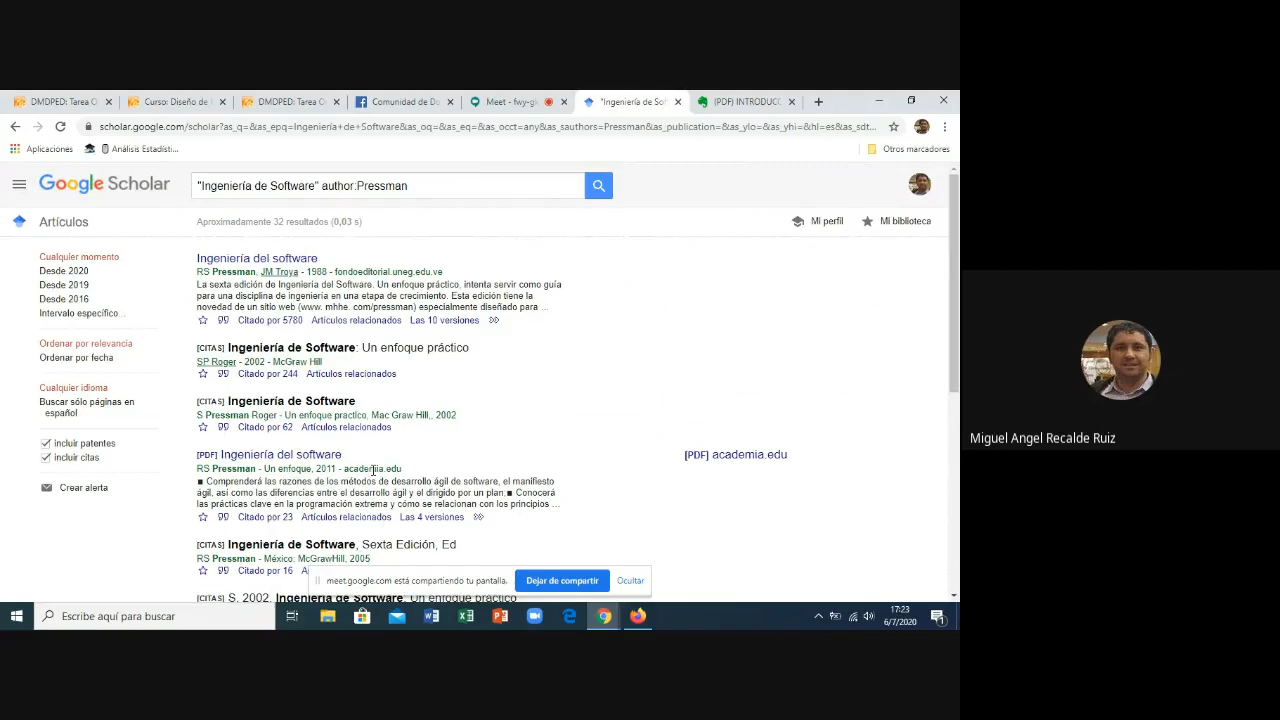 DMDPED: Tarea O
Curso: Diseño de
DMDPED: Tarea O
Comunidad de Do
Meet - fwy-gl
"Ingeniería de Sof
(PDF) INTRODUCC
scholar.google.com/scholar?as_q=&as_epq=Ingeniería+de+Software&as_oq=&as_eq=&as_occt=any&as_sauthors=Pressman&as_publication=&as_ylo=&as_yhi=&hl=es&as_sdt...
Aplicaciones
Análisis Estadísti...
Otros marcadores
Google Scholar
"Ingeniería de Software" author:Pressman
Artículos
Aproximadamente 32 resultados (0,03 s)
Mi perfil
Mi biblioteca
Cualquier momento
Desde 2020
Desde 2019
Desde 2016
Intervalo específico...
Ordenar por relevancia
Ordenar por fecha
Cualquier idioma
Buscar sólo páginas en
español
incluir patentes
incluir citas
Crear alerta
Ingeniería del software
RS Pressman, JM Troya - 1988 - fondoeditorial.uneg.edu.ve
La sexta edición de Ingeniería del Software. Un enfoque práctico, intenta servir como guía
para una disciplina de ingeniería en una etapa de crecimiento. Esta edición tiene la
novedad de un sitio web (www. mhhe. com/pressman) especialmente diseñado para ...
Citado por 5780 Artículos relacionados Las 10 versiones
[CITAS] Ingeniería de Software: Un enfoque práctico
SP Roger - 2002 - McGraw Hill
Citado por 244 Artículos relacionados
[CITAS] Ingeniería de Software
S Pressman Roger - Un enfoque practico, Mac Graw Hill,, 2002
Citado por 62 Artículos relacionados
[PDF] Ingeniería del software
[PDF] academia.edu
RS Pressman - Un enfoque, 2011 - academia.edu
■ Comprenderá las razones de los métodos de desarrollo ágil de software, el manifiesto
ágil, así como las diferencias entre el desarrollo ágil y el dirigido por un plan;■ Conocerá
las prácticas clave en la programación extrema y cómo se relacionan con los principios ...
Citado por 23 Artículos relacionados Las 4 versiones
[CITAS] Ingeniería de Software, Sexta Edición, Ed
RS Pressman - México: McGrawHill, 2005
Citado por 16 A
meet.google.com está compartiendo tu pantalla.
Dejar de compartir
Ocultar
S. 2002. Ingeniería de Software: Un enfoque práctico
Escribe aquí para buscar
17:23
6/7/2020
1
Miguel Angel Recalde Ruiz